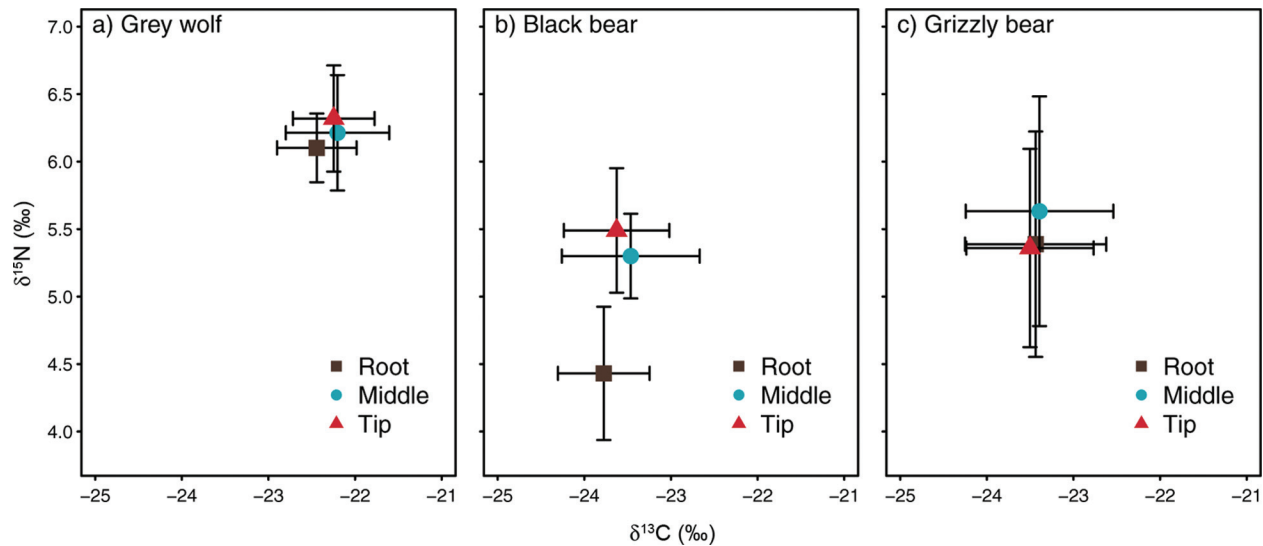 a) Grey wolf
b) Black bear
c) Grizzly bear
7.0
6.5
6.0
5.5
5.0
4.5
4.0
δ¹⁵N (‰)
Root
Middle
Tip
Root
Middle
Tip
Root
Middle
Tip
−25 −24 −23 −22 −21
−25 −24 −23 −22 −21
−25 −24 −23 −22 −21
δ¹³C (‰)